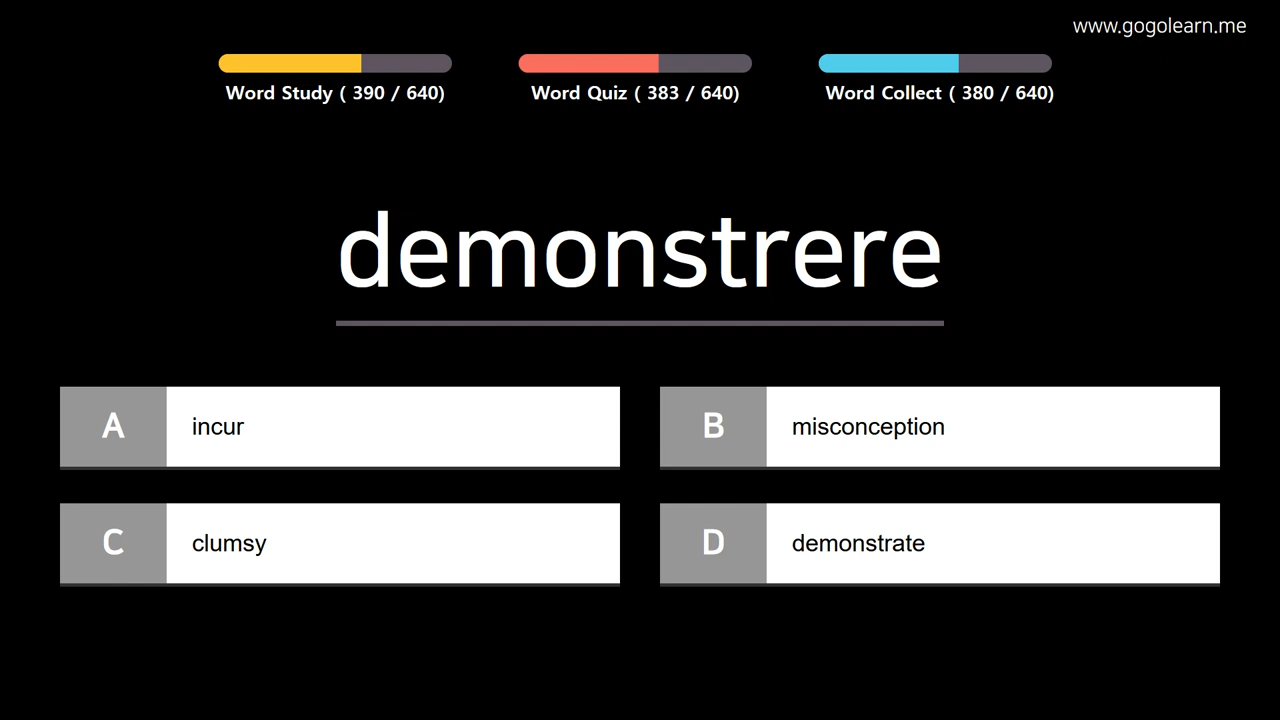 www.gogolearn.me
Word Study ( 390 / 640)
Word Quiz ( 383 / 640)
Word Collect ( 380 / 640)
demonstrere
A incur
B misconception
C clumsy
D demonstrate